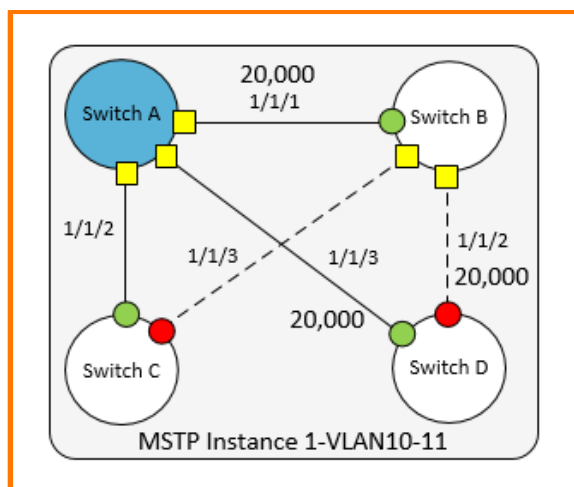 20,000
1/1/1
Switch A
Switch B
1/1/2
1/1/3
1/1/3
1/1/2
20,000
20,000
Switch C
Switch D
MSTP Instance 1-VLAN10-11